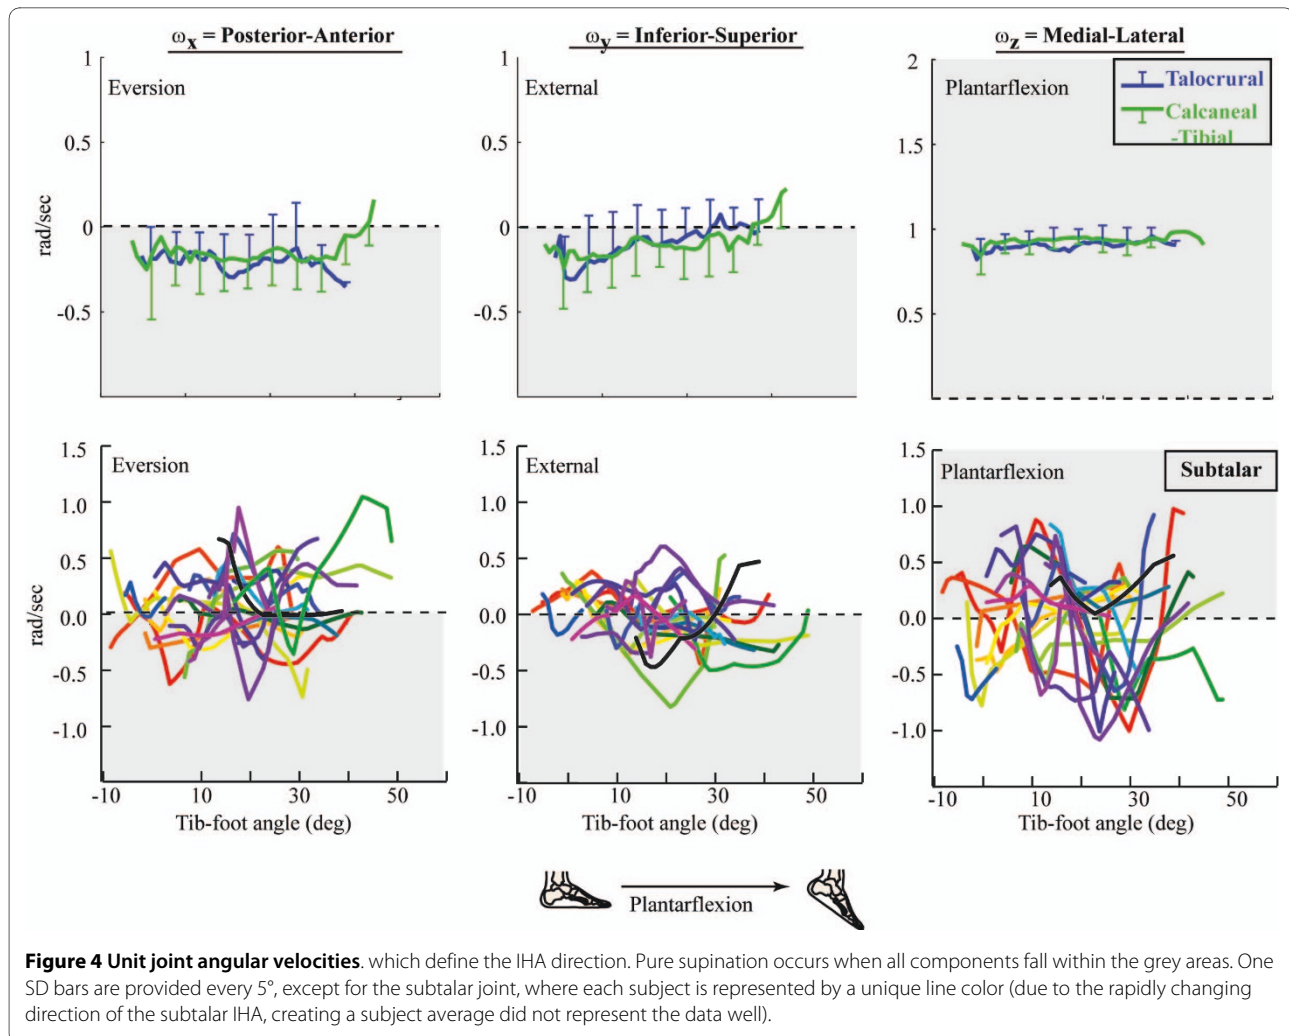 ωx = Posterior-Anterior
ωy = Inferior-Superior
ωz = Medial-Lateral
1
Eversion
0.5
0
-0.5
rad/sec
1
External
0.5
0
-0.5
2
Plantarflexion
1.5
1
0.5
Talocrural
Calcaneal
-Tibial
1.5
Eversion
1.0
0.5
0.0
-0.5
-1.0
rad/sec
-10 10 30 50
Tib-foot angle (deg)
1.5
External
1.0
0.5
0.0
-0.5
-1.0
-10 10 30 50
Tib-foot angle (deg)
1.5
Plantarflexion
Subtalar
1.0
0.5
0.0
-0.5
-1.0
-10 10 30 50
Tib-foot angle (deg)
Plantarflexion
Figure 4 Unit joint angular velocities. which define the IHA direction. Pure supination occurs when all components fall within the grey areas. One
SD bars are provided every 5°, except for the subtalar joint, where each subject is represented by a unique line color (due to the rapidly changing
direction of the subtalar IHA, creating a subject average did not represent the data well).